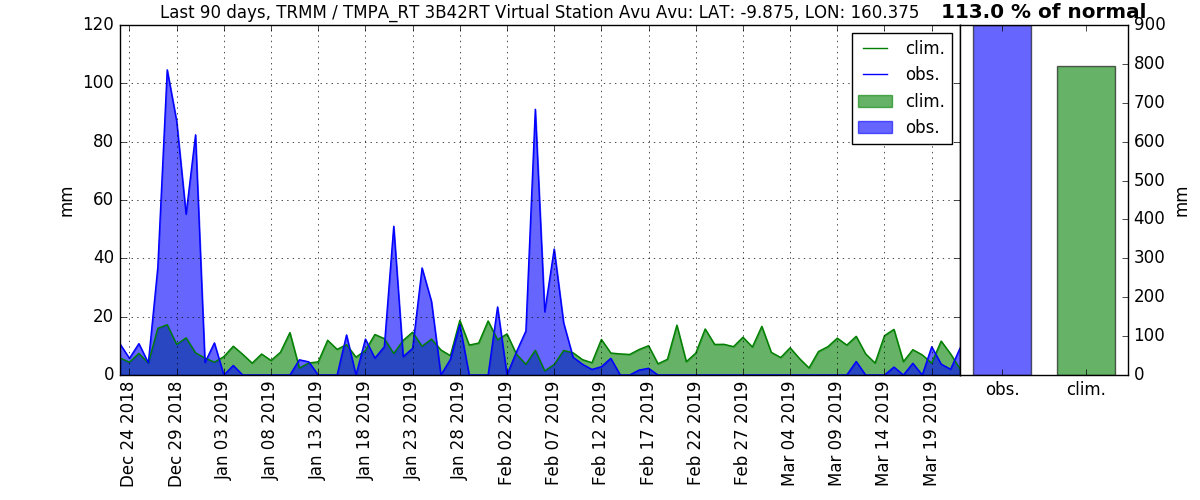 Last 90 days, TRMM / TMPA_RT 3B42RT Virtual Station Avu Avu: LAT: -9.875, LON: 160.375
113.0 % of normal
120
100
80
60
40
20
0
mm
clim.
obs.
clim.
obs.
900
800
700
600
500
400
300
200
100
0
mm
Dec 24 2018
Dec 29 2018
Jan 03 2019
Jan 08 2019
Jan 13 2019
Jan 18 2019
Jan 23 2019
Jan 28 2019
Feb 02 2019
Feb 07 2019
Feb 12 2019
Feb 17 2019
Feb 22 2019
Feb 27 2019
Mar 04 2019
Mar 09 2019
Mar 14 2019
Mar 19 2019
obs.
clim.